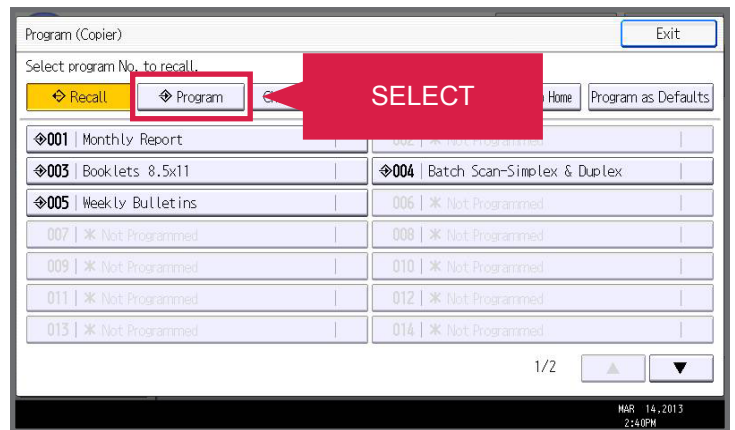 Program (Copier) Exit
Select program No. to recall.
Recall Program SELECT Home Program as Defaults
001 Monthly Report 002 * Not Programmed
003 Booklets 8.5x11 004 Batch Scan-Simplex & Duplex
005 Weekly Bulletins 006 * Not Programmed
007 * Not Programmed 008 * Not Programmed
009 * Not Programmed 010 * Not Programmed
011 * Not Programmed 012 * Not Programmed
013 * Not Programmed 014 * Not Programmed
1/2
MAR 14,2013
2:40PM